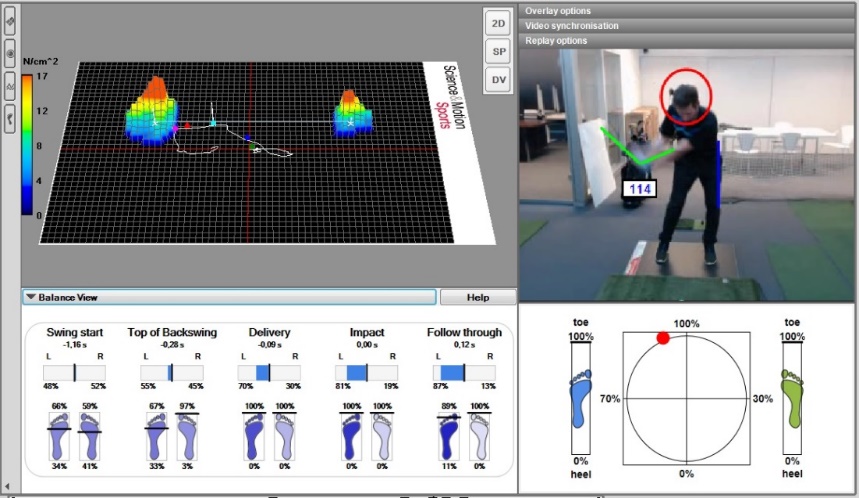 Overlay options
Video synchronisation
Replay options
2D
SP
DV
N/cm^2
17
12
8
4
0
Science&Motion
Sports
114
Balance View
Help
Swing start
-1,16 s
L R
48% 52%
66% 59%
34% 41%
Top of Backswing
-0,28 s
L R
55% 45%
67% 97%
33% 3%
Delivery
-0,09 s
L R
70% 30%
100% 100%
0% 0%
Impact
0,00 s
L R
81% 19%
100% 100%
0% 0%
Follow through
0,12 s
L R
87% 13%
89% 100%
11% 0%
toe
100%
0%
heel
100%
70% 30%
0%
toe
100%
0%
heel